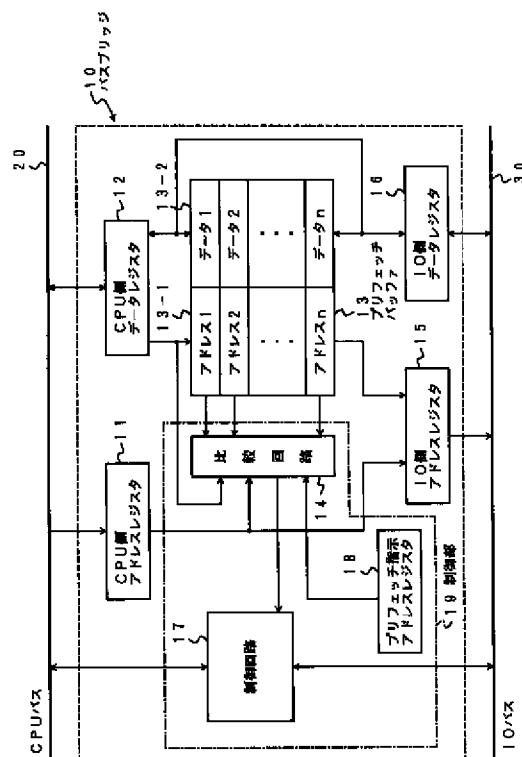 CPUバス
20
10
バスブリッジ
11
CPU側
アドレスレジスタ
12
CPU側
データレジスタ
13-1
13-2
アドレス1
データ1
アドレス2
データ2
・・・
・・・
アドレスn
データn
13
プリフェッチ
バッファ
比較回路
14
17
制御回路
18
プリフェッチ指示
アドレスレジスタ
19 制御部
15
IO側
アドレスレジスタ
16
IO側
データレジスタ
IOバス
30